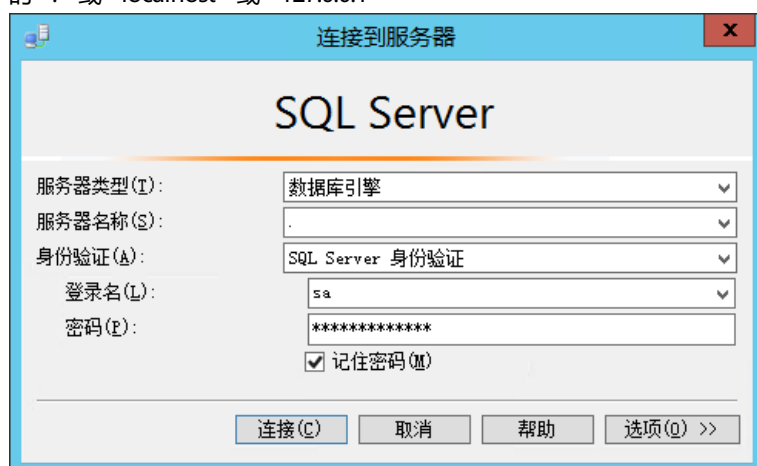 连接到服务器
x
SQL Server
服务器类型(T): 数据库引擎
服务器名称(S): .
身份验证(A): SQL Server 身份验证
登录名(L): sa
密码(P): *************
记住密码(M)
连接(C) 取消 帮助 选项(O) >>